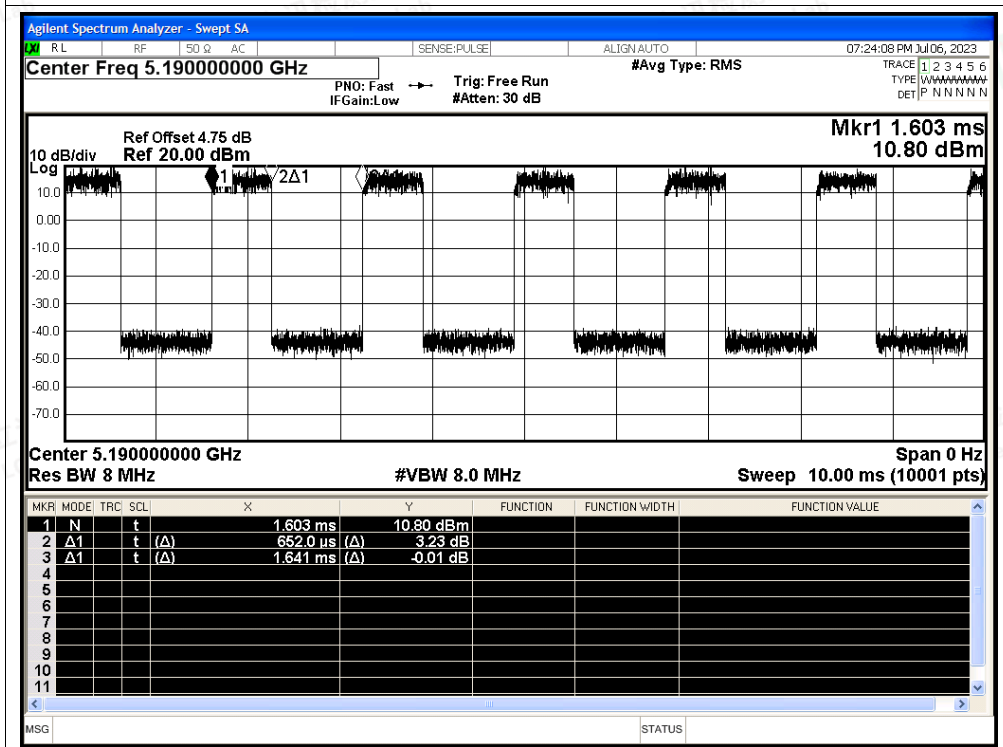 Agilent Spectrum Analyzer - Swept SA
LXI RL RF 50 Ω AC SENSE:PULSE ALIGN AUTO 07:24:08 PM Jul 06, 2023
Center Freq 5.190000000 GHz #Avg Type: RMS TRACE 1 2 3 4 5 6
PNO: Fast Trig: Free Run TYPE WWWWWW
IFGain:Low #Atten: 30 dB DET P N N N N N
Mkr1 1.603 ms
Ref Offset 4.75 dB
10 dB/div Ref 20.00 dBm 10.80 dBm
Log
1 2Δ1
10.0
0.00
-10.0
-20.0
-30.0
-40.0
-50.0
-60.0
-70.0
Center 5.190000000 GHz Span 0 Hz
Res BW 8 MHz #VBW 8.0 MHz Sweep 10.00 ms (10001 pts)
MKR MODE TRC SCL X Y FUNCTION FUNCTION WIDTH FUNCTION VALUE
1 N t 1.603 ms 10.80 dBm
2 Δ1 t (Δ) 652.0 µs (Δ) 3.23 dB
3 Δ1 t (Δ) 1.641 ms (Δ) -0.01 dB
4
5
6
7
8
9
10
11
MSG STATUS